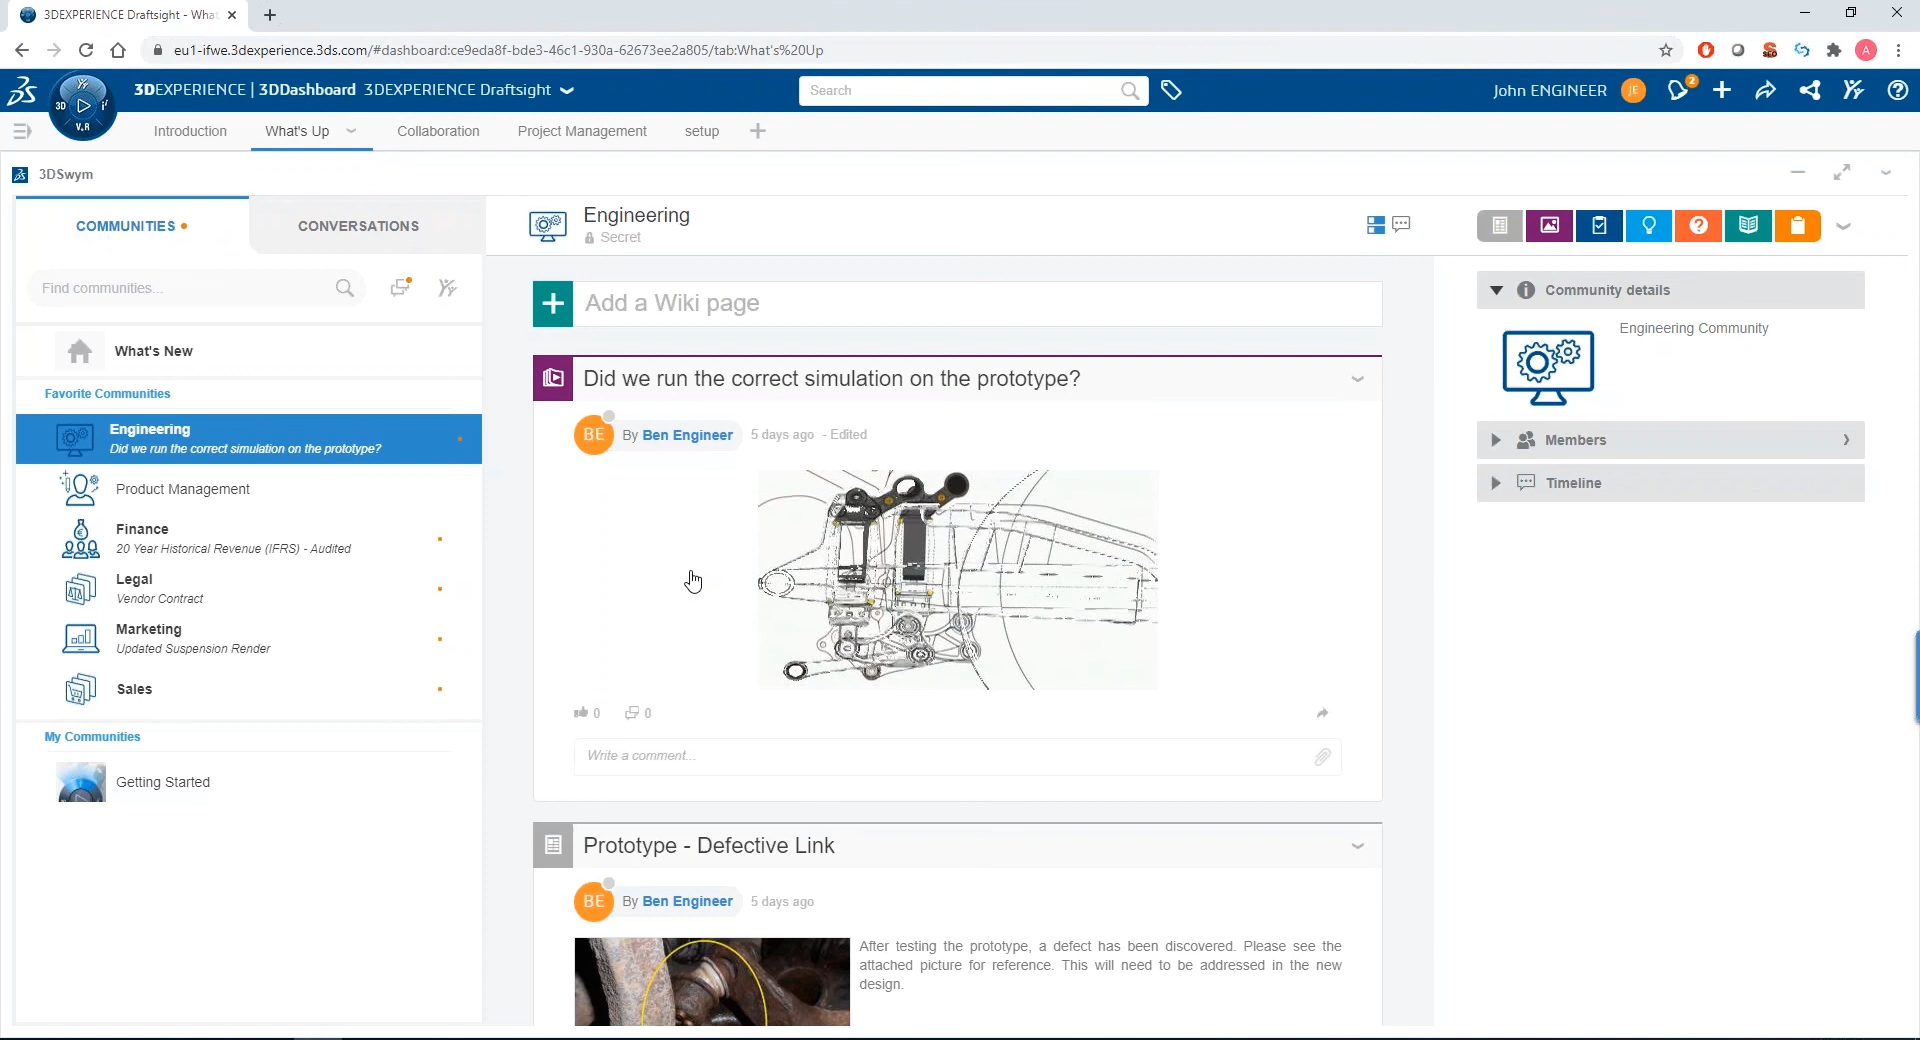 3DEXPERIENCE Draftsight - What
eu1-ifwe.3dexperience.3ds.com/#dashboard:ce9eda8f-bde3-46c1-930a-62673ee2a805/tab:What's%20Up
A
3D
V.R
3DEXPERIENCE | 3DDashboard 3DEXPERIENCE Draftsight
Search
John ENGINEER
JE
2
Introduction
What's Up
Collaboration
Project Management
setup
3DSwym
COMMUNITIES
CONVERSATIONS
Find communities...
What's New
Favorite Communities
Engineering
Did we run the correct simulation on the prototype?
Product Management
Finance
20 Year Historical Revenue (IFRS) - Audited
Legal
Vendor Contract
Marketing
Updated Suspension Render
Sales
My Communities
Getting Started
Engineering
Secret
Add a Wiki page
Did we run the correct simulation on the prototype?
BE By Ben Engineer 5 days ago - Edited
0 0
Write a comment...
Prototype - Defective Link
BE By Ben Engineer 5 days ago
After testing the prototype, a defect has been discovered. Please see the
attached picture for reference. This will need to be addressed in the new
design.
Community details
Engineering Community
Members
Timeline